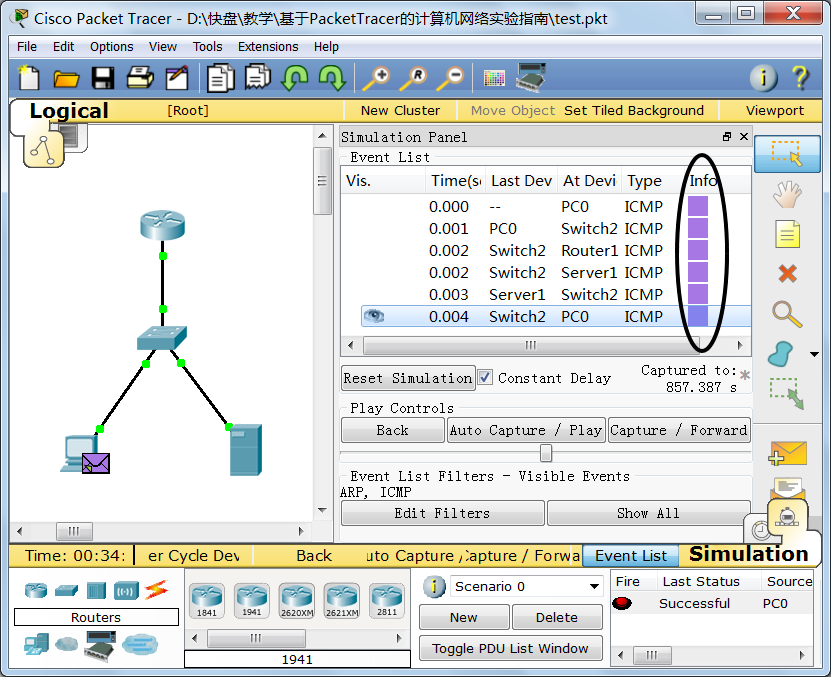 Cisco Packet Tracer - D:\快盘\教学\基于PacketTracer的计算机网络实验指南\test.pkt
File Edit Options View Tools Extensions Help
Logical [Root] New Cluster Move Object Set Tiled Background Viewport
Simulation Panel
Event List
Vis. Time(s Last Dev At Devi Type Info
0.000 -- PC0 ICMP
0.001 PC0 Switch2 ICMP
0.002 Switch2 Router1 ICMP
0.002 Switch2 Server1 ICMP
0.003 Server1 Switch2 ICMP
0.004 Switch2 PC0 ICMP
Reset Simulation Constant Delay Captured to: *
857.387 s
Play Controls
Back Auto Capture / Play Capture / Forward
Event List Filters - Visible Events
ARP, ICMP
Edit Filters Show All
Time: 00:34: er Cycle Dev Back uto Capture / Capture / Forwa Event List Simulation
Routers
1841 1941 2620XM 2621XM 2811
1941
Scenario 0
New Delete
Toggle PDU List Window
Fire Last Status Source
Successful PC0